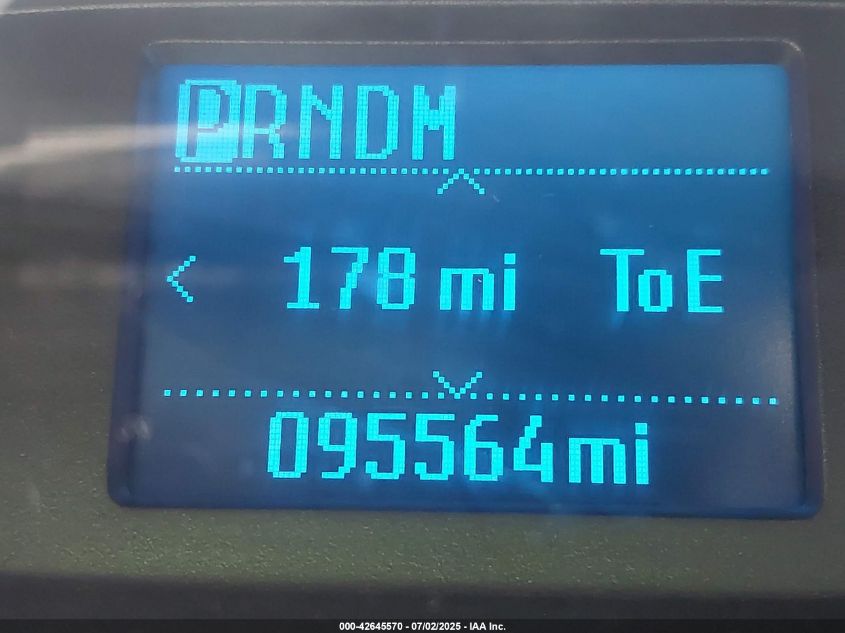 PRNDM
< 178 mi ToE
095564mi
000-42645570 - 07/02/2025 - IAA Inc.